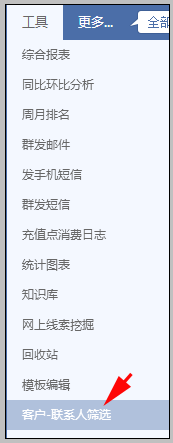 工具 更多... 全部
综合报表
同比环比分析
周月排名
群发邮件
发手机短信
群发短信
充值点消费日志
统计图表
知识库
网上线索挖掘
回收站
模板编辑
客户-联系人筛选